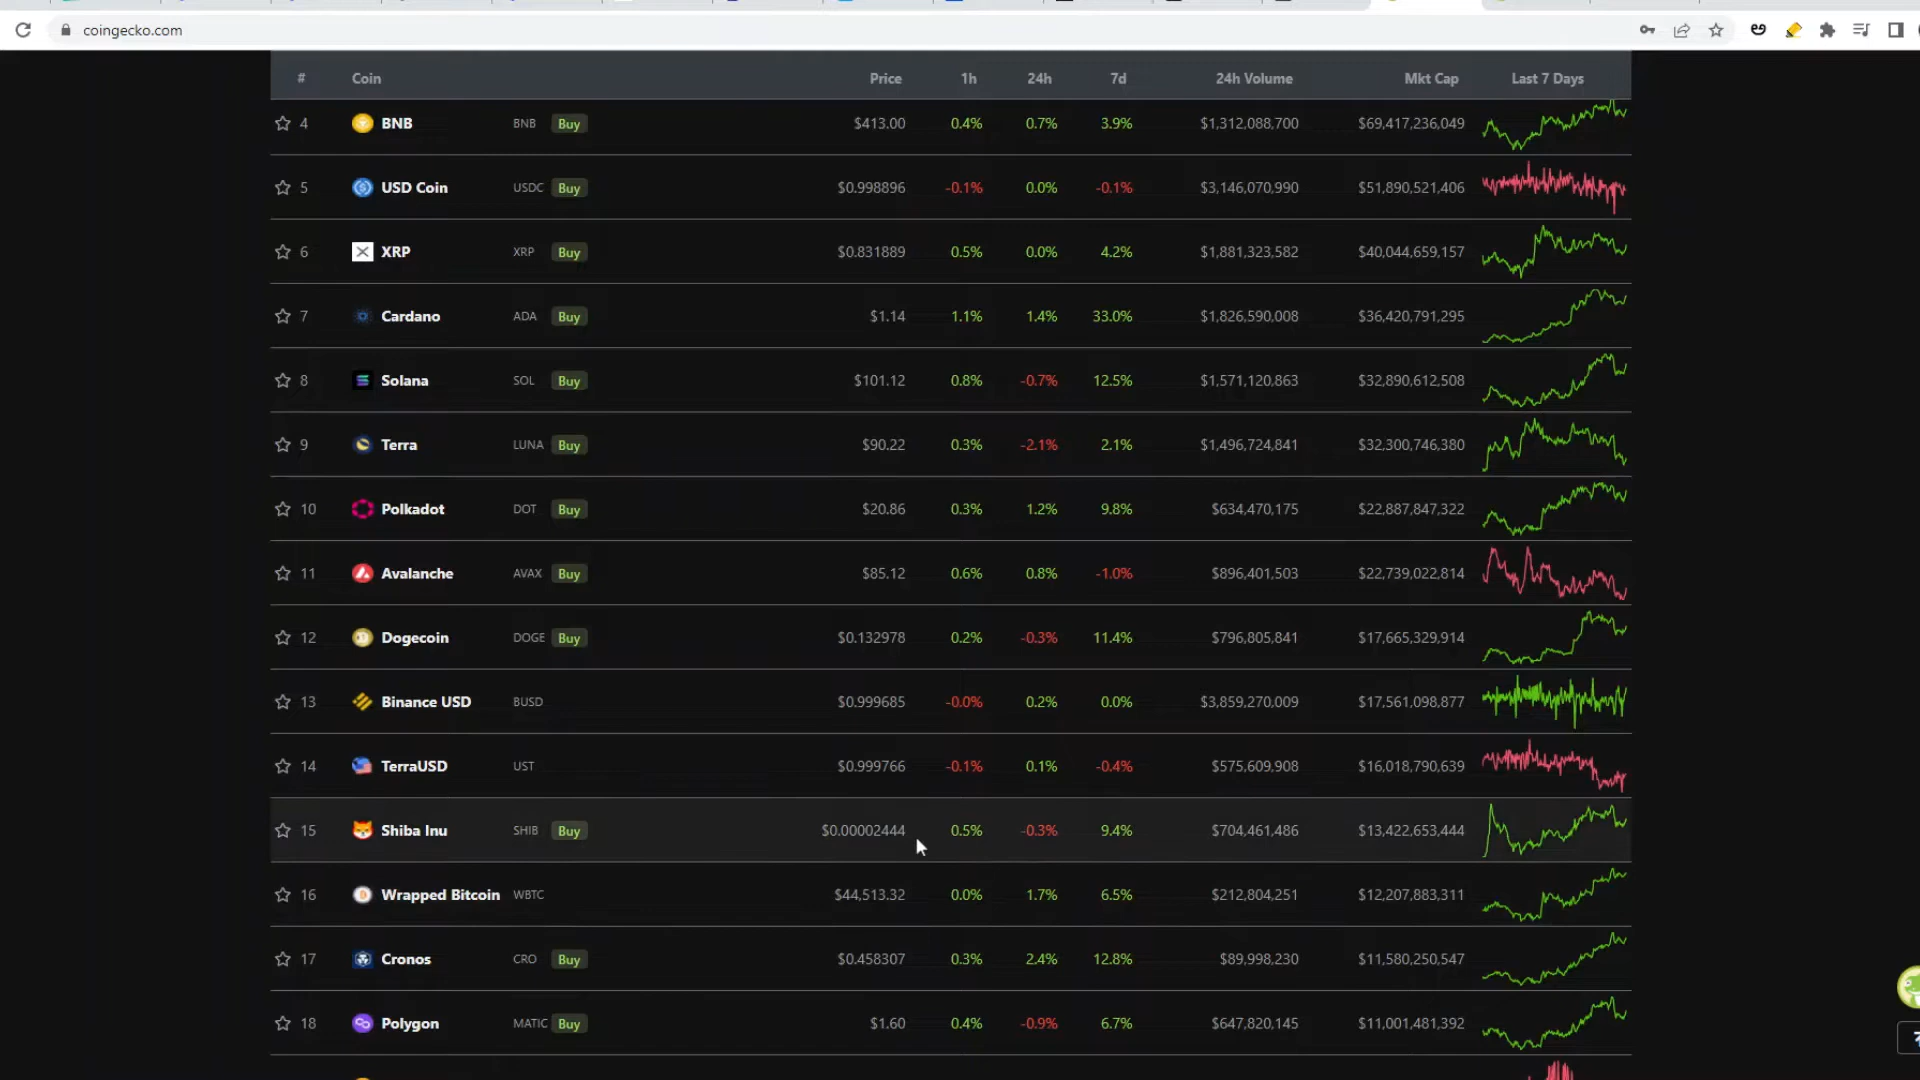 coingecko.com
# Coin Price 1h 24h 7d 24h Volume Mkt Cap Last 7 Days
4 BNB BNB Buy $413.00 0.4% 0.7% 3.9% $1,312,088,700 $69,417,236,049
5 USD Coin USDC Buy $0.998896 -0.1% 0.0% -0.1% $3,146,070,990 $51,890,521,406
6 XRP XRP Buy $0.831889 0.5% 0.0% 4.2% $1,881,323,582 $40,044,659,157
7 Cardano ADA Buy $1.14 1.1% 1.4% 33.0% $1,826,590,008 $36,420,791,295
8 Solana SOL Buy $101.12 0.8% -0.7% 12.5% $1,571,120,863 $32,890,612,508
9 Terra LUNA Buy $90.22 0.3% -2.1% 2.1% $1,496,724,841 $32,300,746,380
10 Polkadot DOT Buy $20.86 0.3% 1.2% 9.8% $634,470,175 $22,887,847,322
11 Avalanche AVAX Buy $85.12 0.6% 0.8% -1.0% $896,401,503 $22,739,022,814
12 Dogecoin DOGE Buy $0.132978 0.2% -0.3% 11.4% $796,805,841 $17,665,329,914
13 Binance USD BUSD $0.999685 -0.0% 0.2% 0.0% $3,859,270,009 $17,561,098,877
14 TerraUSD UST $0.999766 -0.1% 0.1% -0.4% $575,609,908 $16,018,790,639
15 Shiba Inu SHIB Buy $0.00002444 0.5% -0.3% 9.4% $704,461,486 $13,422,653,444
16 Wrapped Bitcoin WBTC $44,513.32 0.0% 1.7% 6.5% $212,804,251 $12,207,883,311
17 Cronos CRO Buy $0.458307 0.3% 2.4% 12.8% $89,998,230 $11,580,250,547
18 Polygon MATIC Buy $1.60 0.4% -0.9% 6.7% $647,820,145 $11,001,481,392